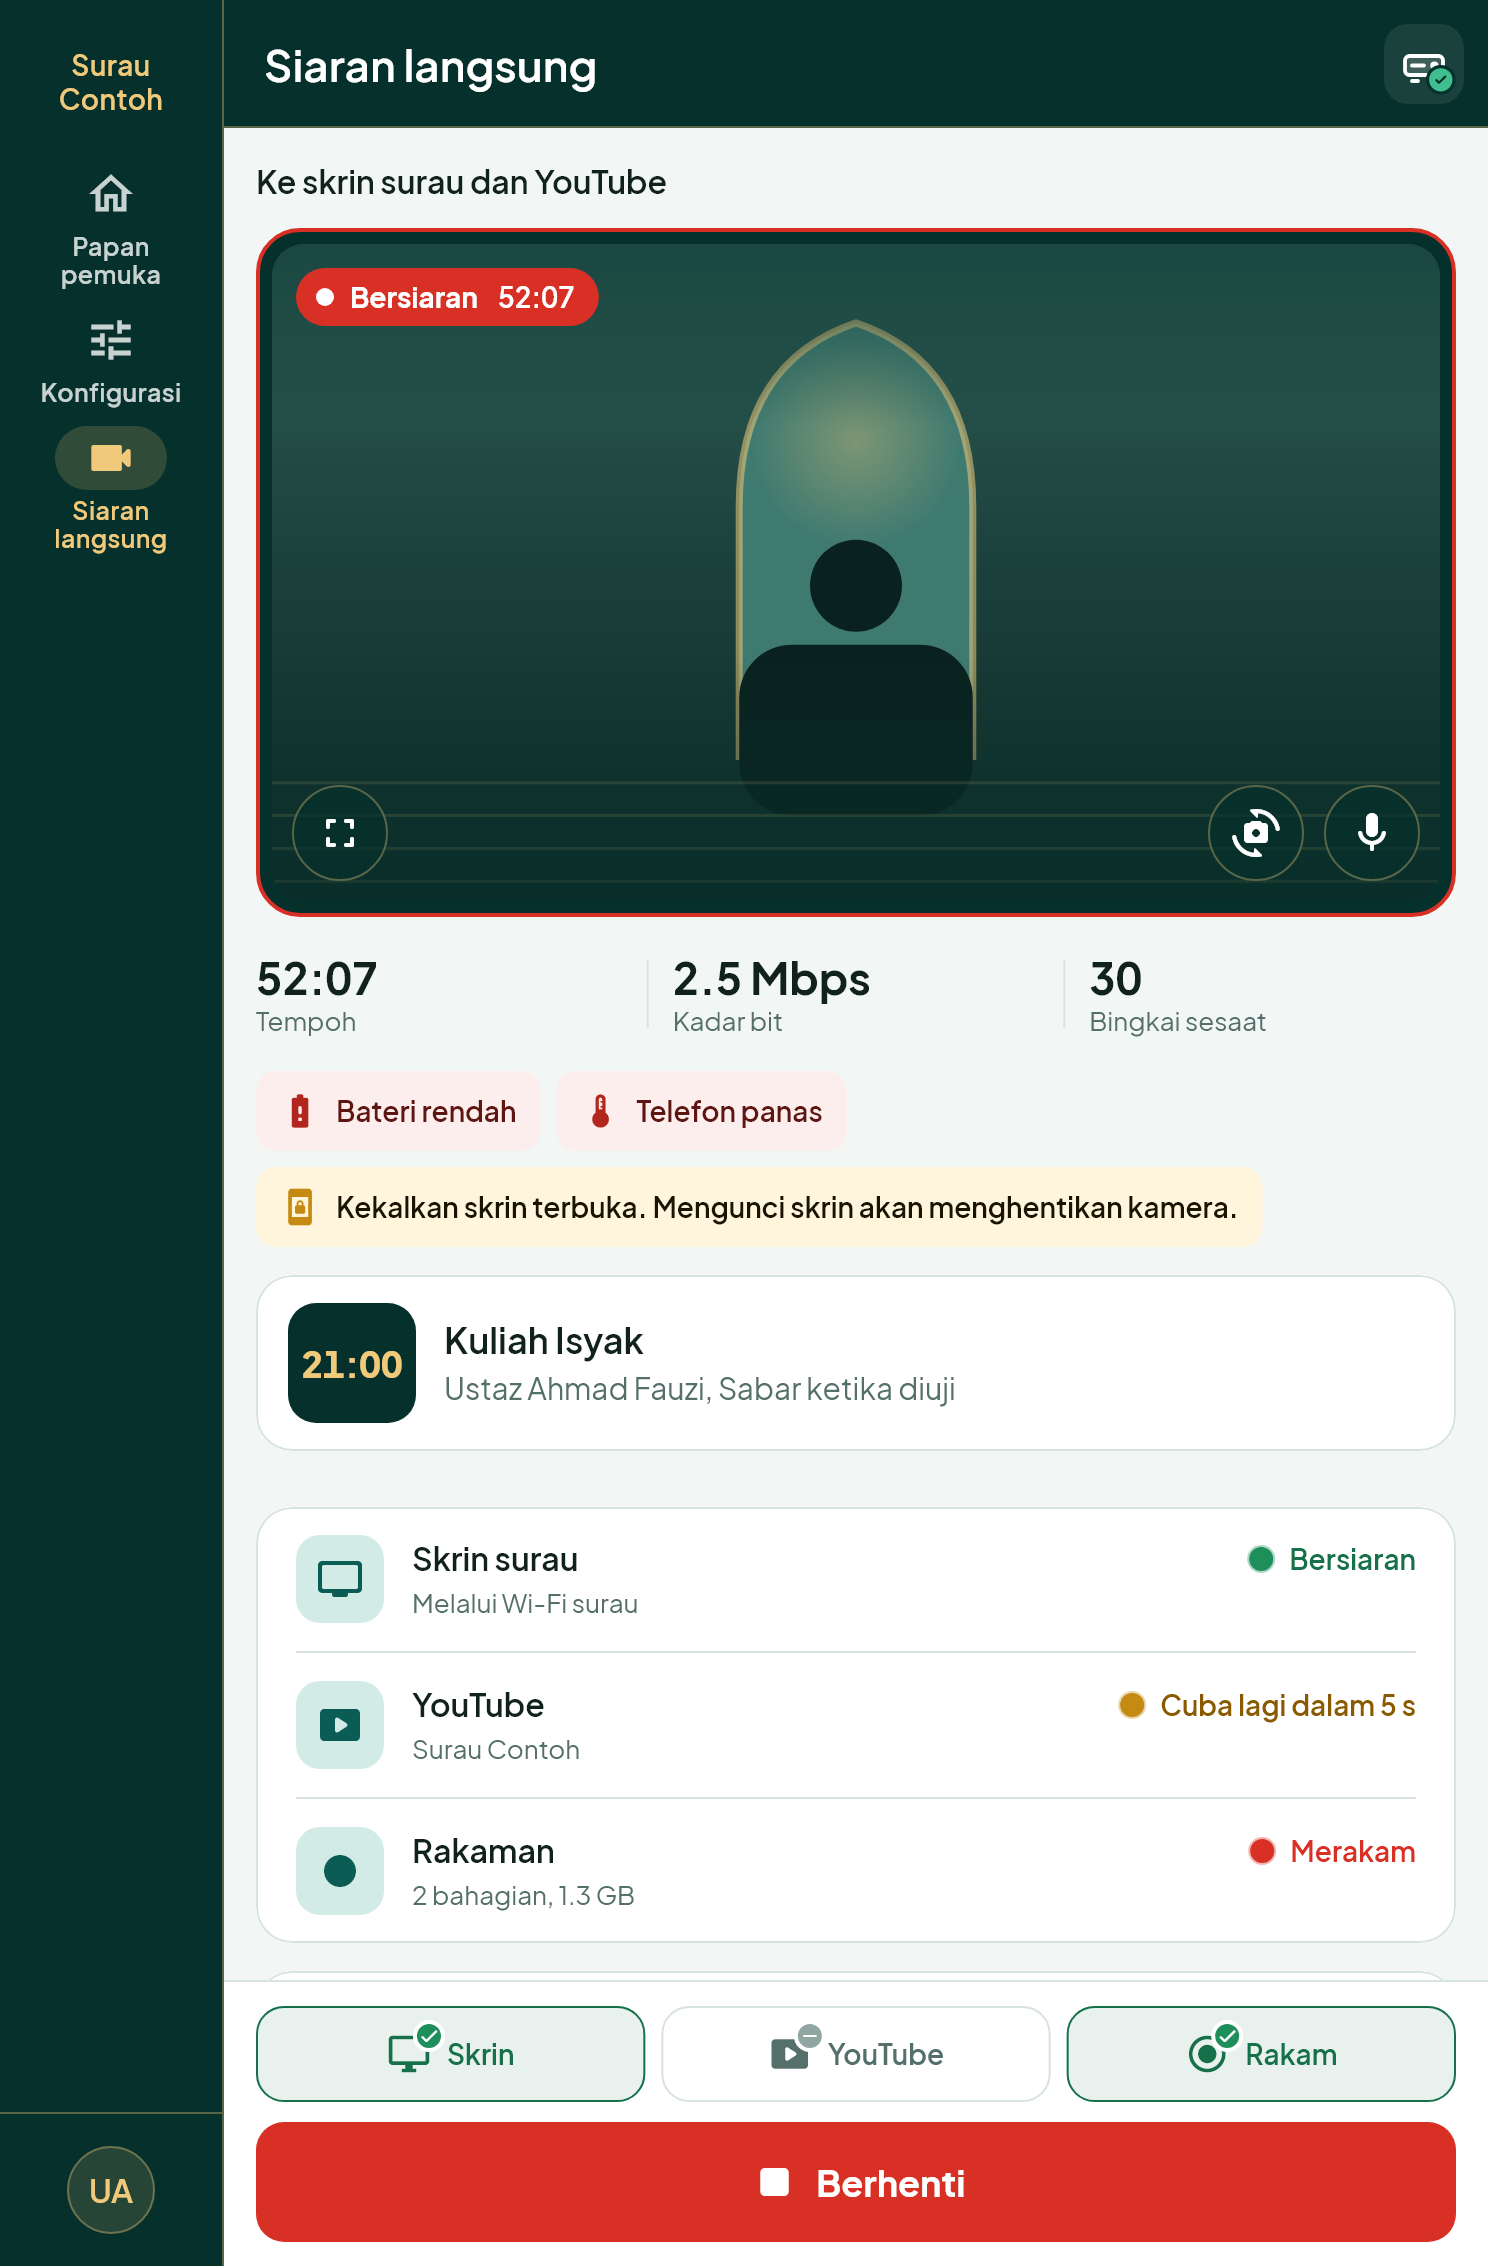 Surau
Contoh
Papan
pemuka
Konfigurasi
Siaran
langsung
UA
Siaran langsung
Ke skrin surau dan YouTube
Bersiaran 52:07
52:07
Tempoh
2.5 Mbps
Kadar bit
30
Bingkai sesaat
Bateri rendah
Telefon panas
Kekalkan skrin terbuka. Mengunci skrin akan menghentikan kamera.
21:00
Kuliah Isyak
Ustaz Ahmad Fauzi, Sabar ketika diuji
Skrin surau
Melalui Wi-Fi surau
Bersiaran
YouTube
Surau Contoh
Cuba lagi dalam 5 s
Rakaman
2 bahagian, 1.3 GB
Merakam
Skrin
YouTube
Rakam
Berhenti